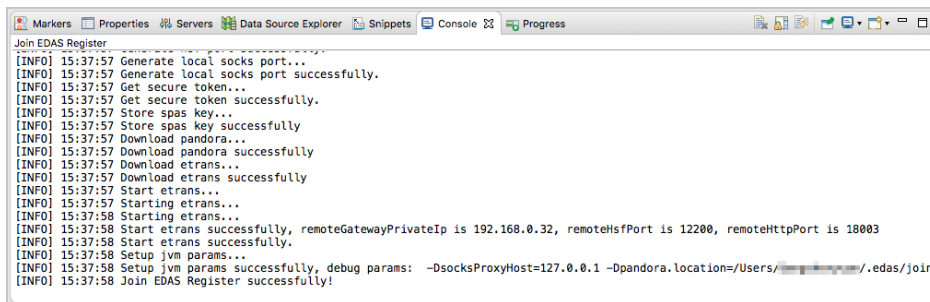 Markers Properties Servers Data Source Explorer Snippets Console Progress
Join EDAS Register
[INFO] 15:37:57 Generate local socks port...
[INFO] 15:37:57 Generate local socks port successfully.
[INFO] 15:37:57 Get secure token...
[INFO] 15:37:57 Get secure token successfully.
[INFO] 15:37:57 Store spas key...
[INFO] 15:37:57 Store spas key successfully
[INFO] 15:37:57 Download pandora...
[INFO] 15:37:57 Download pandora successfully
[INFO] 15:37:57 Download etrans...
[INFO] 15:37:57 Download etrans successfully
[INFO] 15:37:57 Start etrans...
[INFO] 15:37:57 Starting etrans...
[INFO] 15:37:58 Starting etrans...
[INFO] 15:37:58 Start etrans successfully, remoteGatewayPrivateIp is 192.168.0.32, remoteHsfPort is 12200, remoteHttpPort is 18003
[INFO] 15:37:58 Start etrans successfully.
[INFO] 15:37:58 Setup jvm params...
[INFO] 15:37:58 Setup jvm params successfully, debug params: -DsocksProxyHost=127.0.0.1 -Dpandora.location=/Users/ /.edas/join
[INFO] 15:37:58 Join EDAS Register successfully!